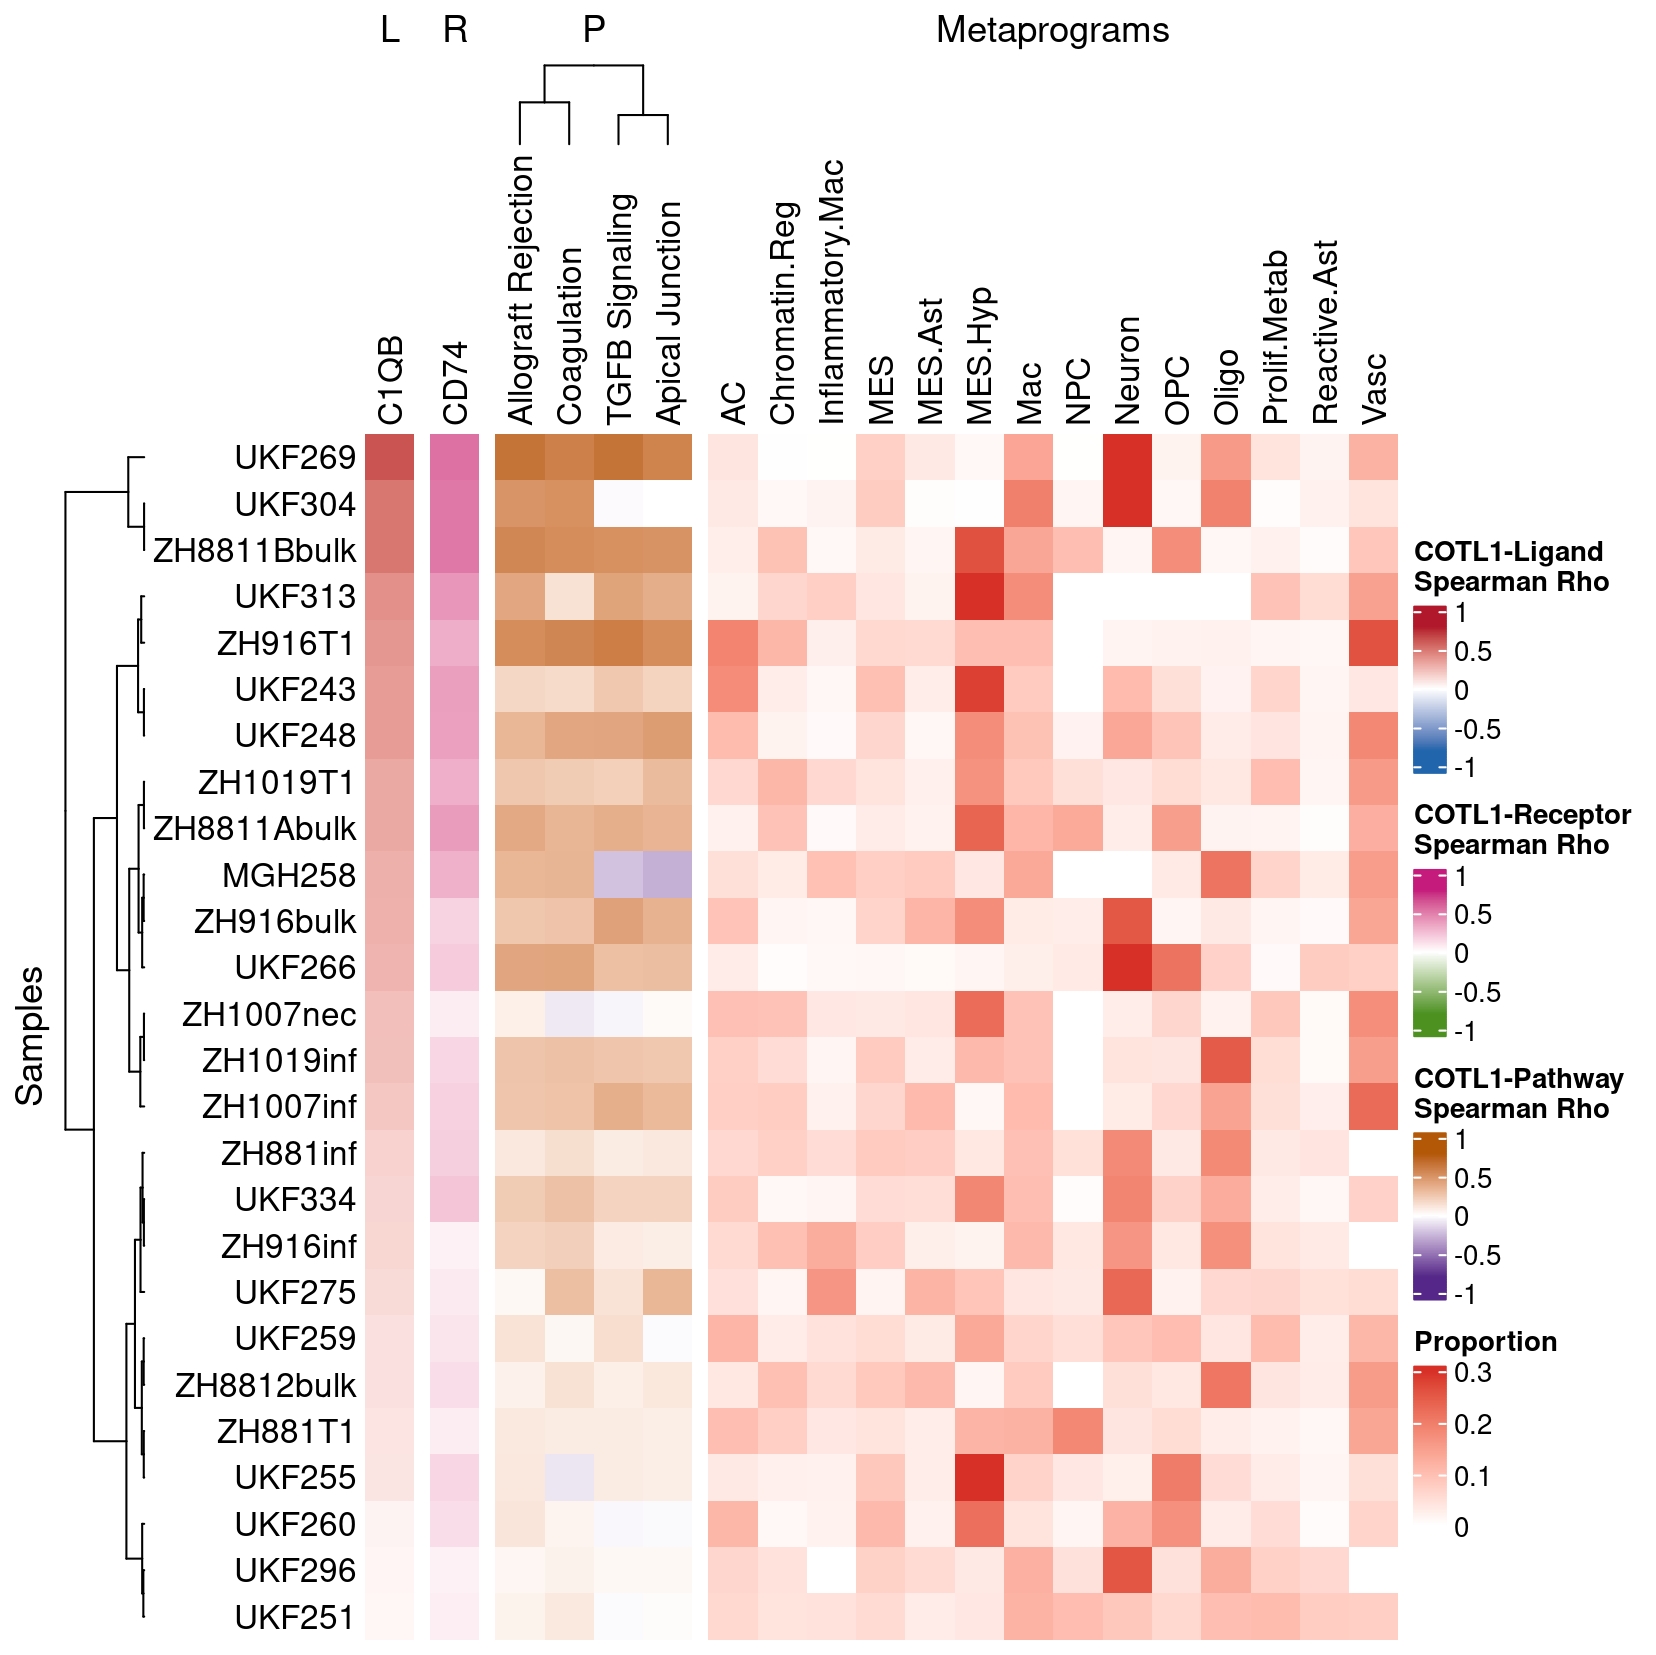 L R P Metaprograms
C1QB
CD74
Allograft Rejection
Coagulation
TGFB Signaling
Apical Junction
AC
Chromatin.Reg
Inflammatory.Mac
MES
MES.Ast
MES.Hyp
Mac
NPC
Neuron
OPC
Oligo
Prolif.Metab
Reactive.Ast
Vasc
Samples
UKF269
UKF304
ZH8811Bbulk
UKF313
ZH916T1
UKF243
UKF248
ZH1019T1
ZH8811Abulk
MGH258
ZH916bulk
UKF266
ZH1007nec
ZH1019inf
ZH1007inf
ZH881inf
UKF334
ZH916inf
UKF275
UKF259
ZH8812bulk
ZH881T1
UKF255
UKF260
UKF296
UKF251
COTL1-Ligand
Spearman Rho
1
0.5
0
-0.5
-1
COTL1-Receptor
Spearman Rho
1
0.5
0
-0.5
-1
COTL1-Pathway
Spearman Rho
1
0.5
0
-0.5
-1
Proportion
0.3
0.2
0.1
0